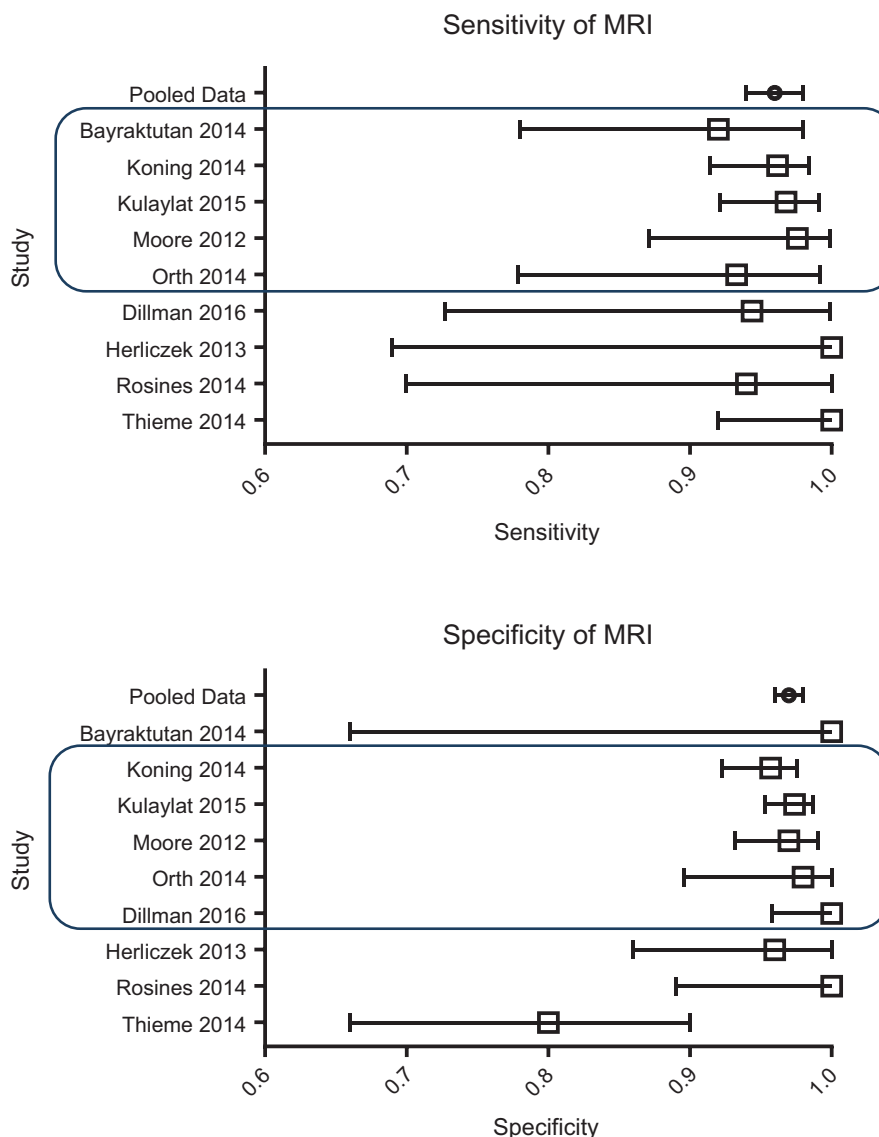 Sensitivity of MRI
Pooled Data
Bayraktutan 2014
Koning 2014
Kulaylat 2015
Moore 2012
Orth 2014
Dillman 2016
Herliczek 2013
Rosines 2014
Thieme 2014
Study
0.6 0.7 0.8 0.9 1.0
Sensitivity
Specificity of MRI
Pooled Data
Bayraktutan 2014
Koning 2014
Kulaylat 2015
Moore 2012
Orth 2014
Dillman 2016
Herliczek 2013
Rosines 2014
Thieme 2014
Study
0.6 0.7 0.8 0.9 1.0
Specificity